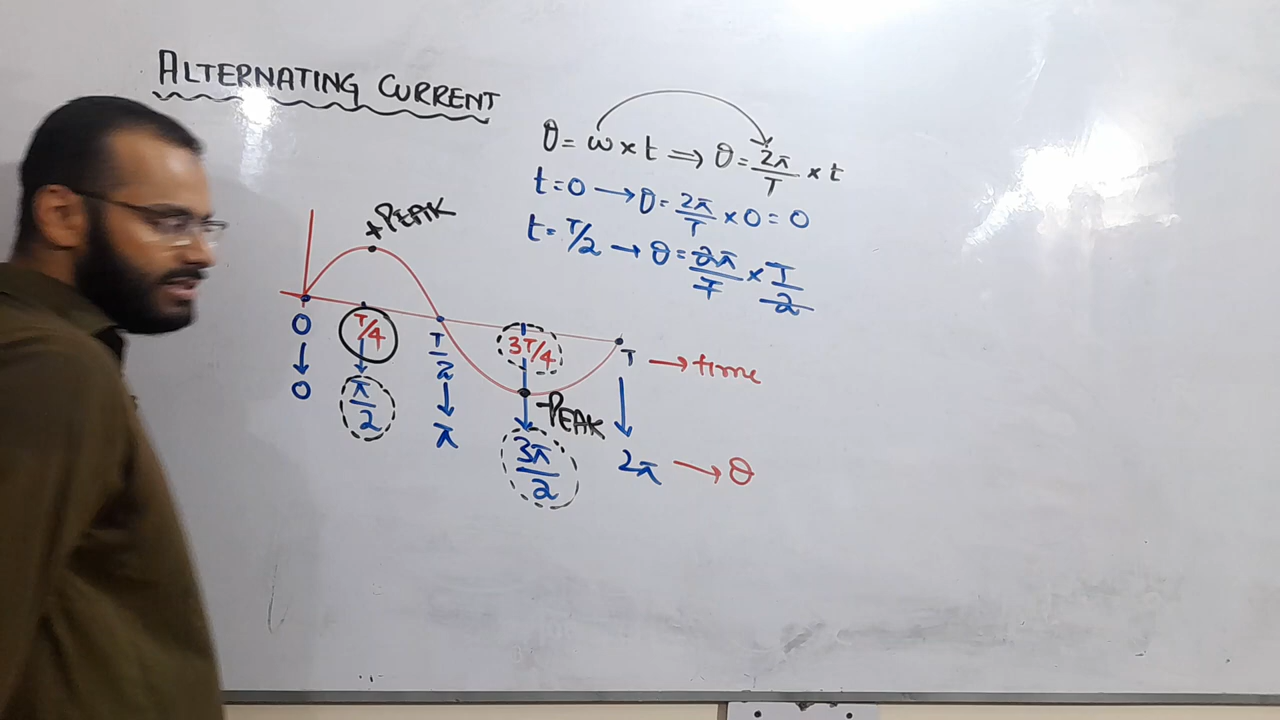 ALTERNATING CURRENT
θ = ω × t ⟹ θ = 2π/T × t
t = 0 → θ = 2π/T × 0 = 0
t = T/2 → θ = 2π/T × T/2
+PEAK
0 T/4 T/2 3T/4 T → time
-PEAK
0 π/2 π 3π/2 2π → θ